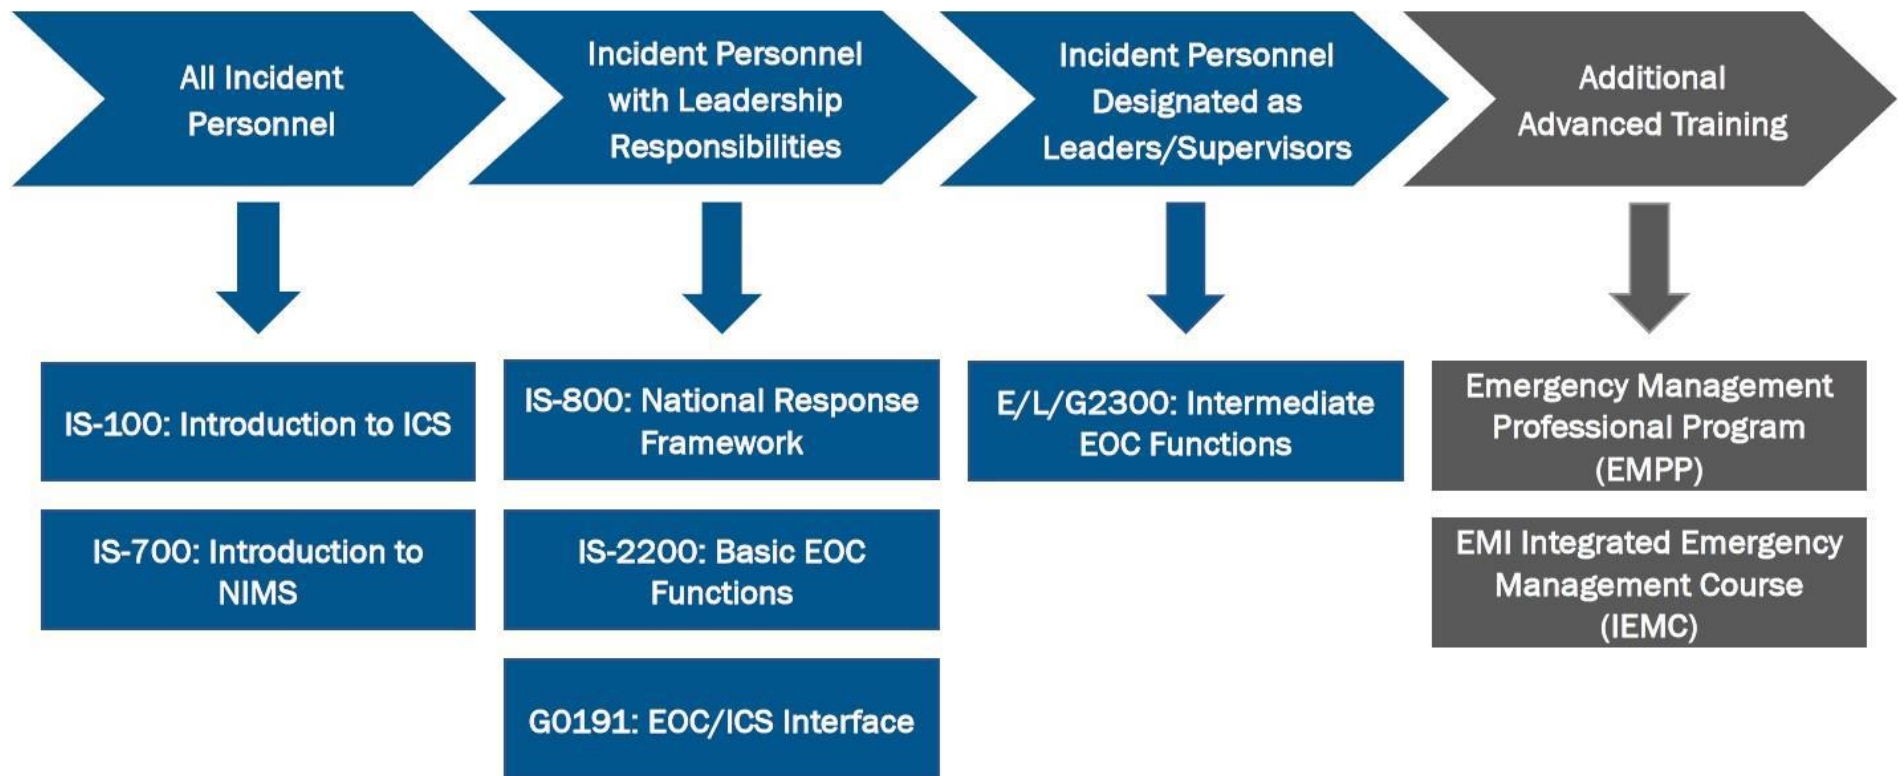 All Incident
Personnel
Incident Personnel
with Leadership
Responsibilities
Incident Personnel
Designated as
Leaders/Supervisors
Additional
Advanced Training
IS-100: Introduction to ICS
IS-700: Introduction to
NIMS
IS-800: National Response
Framework
IS-2200: Basic EOC
Functions
G0191: EOC/ICS Interface
E/L/G2300: Intermediate
EOC Functions
Emergency Management
Professional Program
(EMPP)
EMI Integrated Emergency
Management Course
(IEMC)